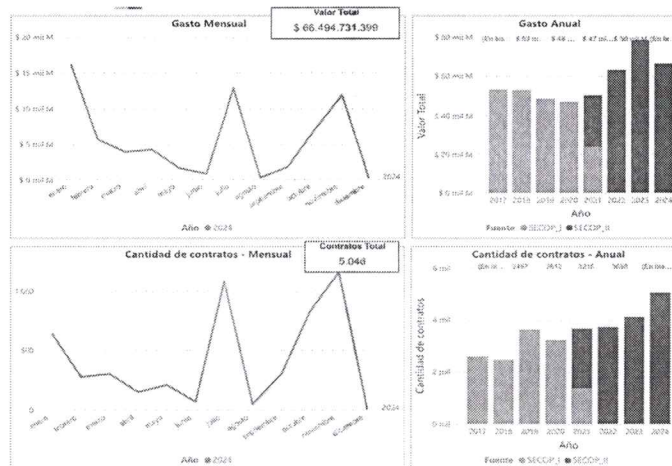 Gasto Mensual
Valor Total
$ 66.494.731.399
$ 20 mil M
$ 15 mil M
$ 5 mil M
$ 0 mil M
enero
febrero
marzo
abril
mayo
junio
julio
agosto
septiembre
octubre
noviembre
diciembre
2024
Año 2024
Gasto Anual
Valor Total
$ 80 mil M
$ 60 mil M
$ 40 mil M
$ 20 mil M
$ 0 mil M
2017 2018 2019 2020 2021 2022 2023 2024
Año
Fuente SECOP_I SECOP_II
Cantidad de contratos - Mensual
Contratos Total
5.046
1.000
500
0
enero
febrero
marzo
abril
mayo
junio
julio
agosto
septiembre
octubre
noviembre
diciembre
2024
Año 2024
Cantidad de contratos - Anual
Cantidad de contratos
6 mil
4 mil
2 mil
0 mil
2017 2018 2019 2020 2021 2022 2023 2024
Año
Fuente SECOP_I SECOP_II